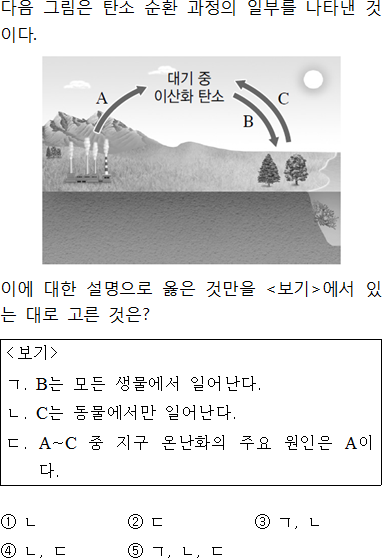 다음 그림은 탄소 순환 과정의 일부를 나타낸 것
이다.
대기 중
이산화 탄소
A
B
C
이에 대한 설명으로 옳은 것만을 <보기>에서 있
는 대로 고른 것은?
<보기>
ㄱ. B는 모든 생물에서 일어난다.
ㄴ. C는 동물에서만 일어난다.
ㄷ. A~C 중 지구 온난화의 주요 원인은 A이
다.
① ㄴ ② ㄷ ③ ㄱ, ㄴ
④ ㄴ, ㄷ ⑤ ㄱ, ㄴ, ㄷ